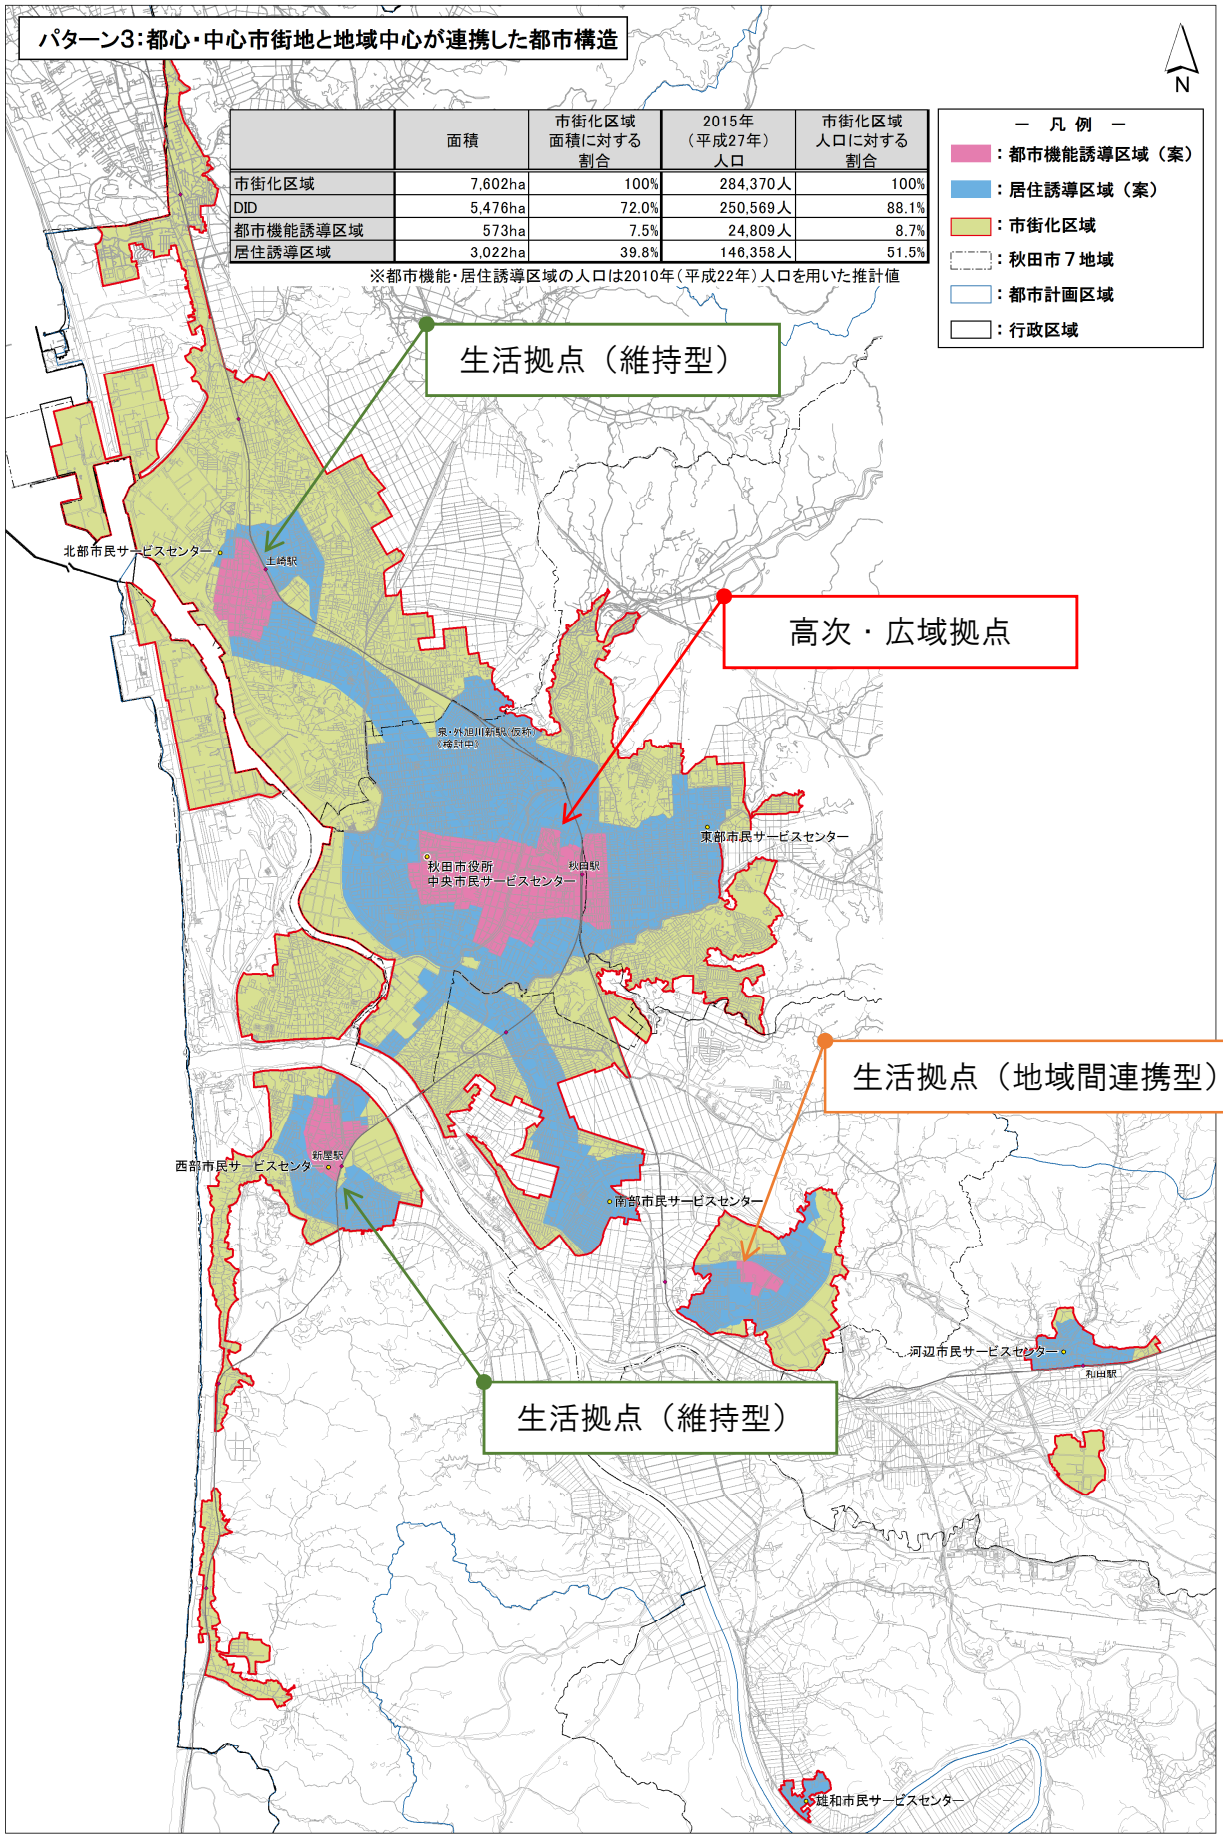 パターン3：都心・中心市街地と地域中心が連携した都市構造
N
面積
市街化区域
面積に対する
割合
2015年
（平成27年）
人口
市街化区域
人口に対する
割合
市街化区域 7,602ha 100% 284,370人 100%
DID 5,476ha 72.0% 250,569人 88.1%
都市機能誘導区域 573ha 7.5% 24,809人 8.7%
居住誘導区域 3,022ha 39.8% 146,358人 51.5%
※都市機能・居住誘導区域の人口は2010年（平成22年）人口を用いた推計値
― 凡 例 ―
：都市機能誘導区域（案）
：居住誘導区域（案）
：市街化区域
：秋田市７地域
：都市計画区域
：行政区域
生活拠点（維持型）
北部市民サービスセンター
土崎駅
高次・広域拠点
泉・外旭川新駅（仮称）
（検討中）
東部市民サービスセンター
秋田市役所
中央市民サービスセンター
秋田駅
生活拠点（地域間連携型）
新屋駅
西部市民サービスセンタ
南部市民サービスセンター
河辺市民サービスセンター
和田駅
生活拠点（維持型）
雄和市民サービスセンター